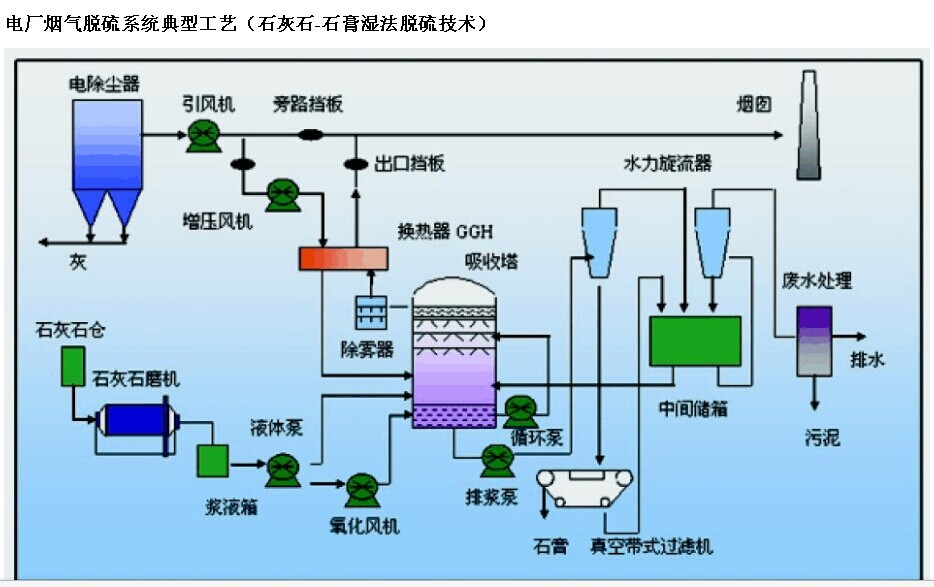 电厂烟气脱硫系统典型工艺（石灰石-石膏湿法脱硫技术）
电除尘器
引风机
旁路挡板
烟囱
出口挡板
水力旋流器
增压风机
换热器 GGH
灰
吸收塔
废水处理
石灰石仓
除雾器
排水
石灰石磨机
中间储箱
液体泵
循环泵
污泥
排浆泵
浆液箱
氧化风机
石膏
真空带式过滤机